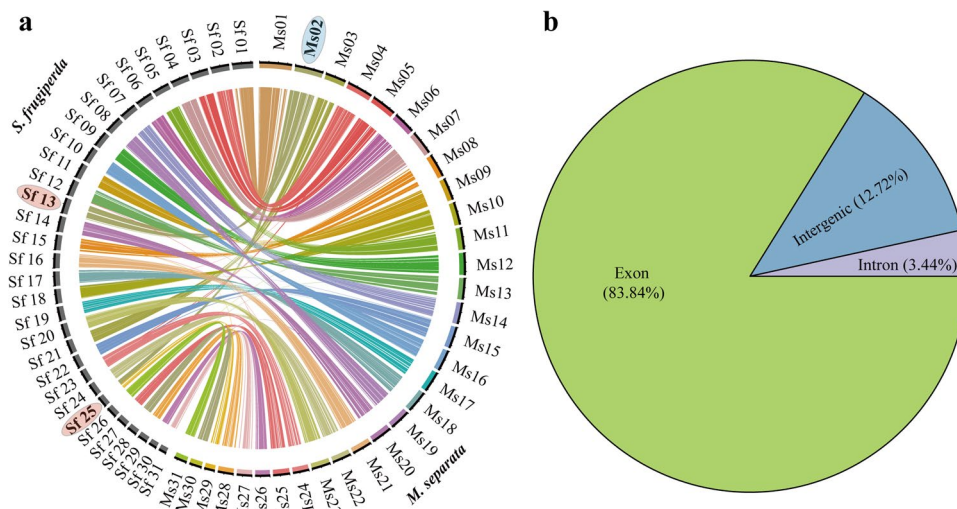 a
b
S. frugiperda
Sf 01
Sf 02
Sf 03
Sf 04
Sf 05
Sf 06
Sf 07
Sf 08
Sf 09
Sf 10
Sf 11
Sf 12
Sf 13
Sf 14
Sf 15
Sf 16
Sf 17
Sf 18
Sf 19
Sf 20
Sf 21
Sf 22
Sf 23
Sf 24
Sf 25
Sf 26
Sf 27
Sf 28
Sf 29
Sf 30
Sf 31
Ms01
Ms02
Ms03
Ms04
Ms05
Ms06
Ms07
Ms08
Ms09
Ms10
Ms11
Ms12
Ms13
Ms14
Ms15
Ms16
Ms17
Ms18
Ms19
Ms20
Ms21
Ms22
Ms28
Ms29
Ms30
Ms31
M. separata
Exon
(83.84%)
Intergenic (12.72%)
Intron (3.44%)